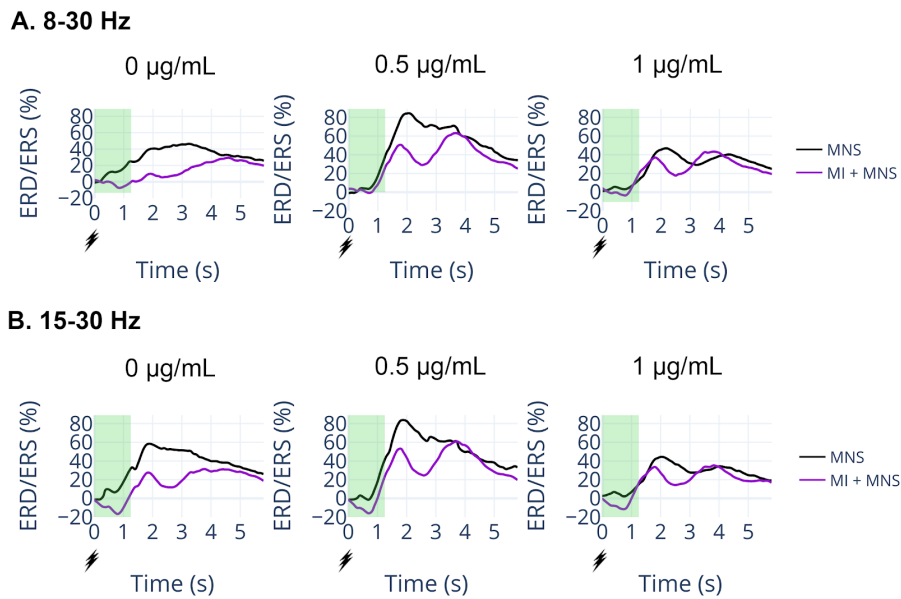 A. 8-30 Hz
0 µg/mL
0.5 µg/mL
1 µg/mL
ERD/ERS (%)
80
60
40
20
0
−20
0 1 2 3 4 5
Time (s)
ERD/ERS (%)
80
60
40
20
0
−20
0 1 2 3 4 5
Time (s)
ERD/ERS (%)
80
60
40
20
0
−20
0 1 2 3 4 5
Time (s)
MNS
MI + MNS
B. 15-30 Hz
0 µg/mL
0.5 µg/mL
1 µg/mL
ERD/ERS (%)
80
60
40
20
0
−20
0 1 2 3 4 5
Time (s)
ERD/ERS (%)
80
60
40
20
0
−20
0 1 2 3 4 5
Time (s)
ERD/ERS (%)
80
60
40
20
0
−20
0 1 2 3 4 5
Time (s)
MNS
MI + MNS